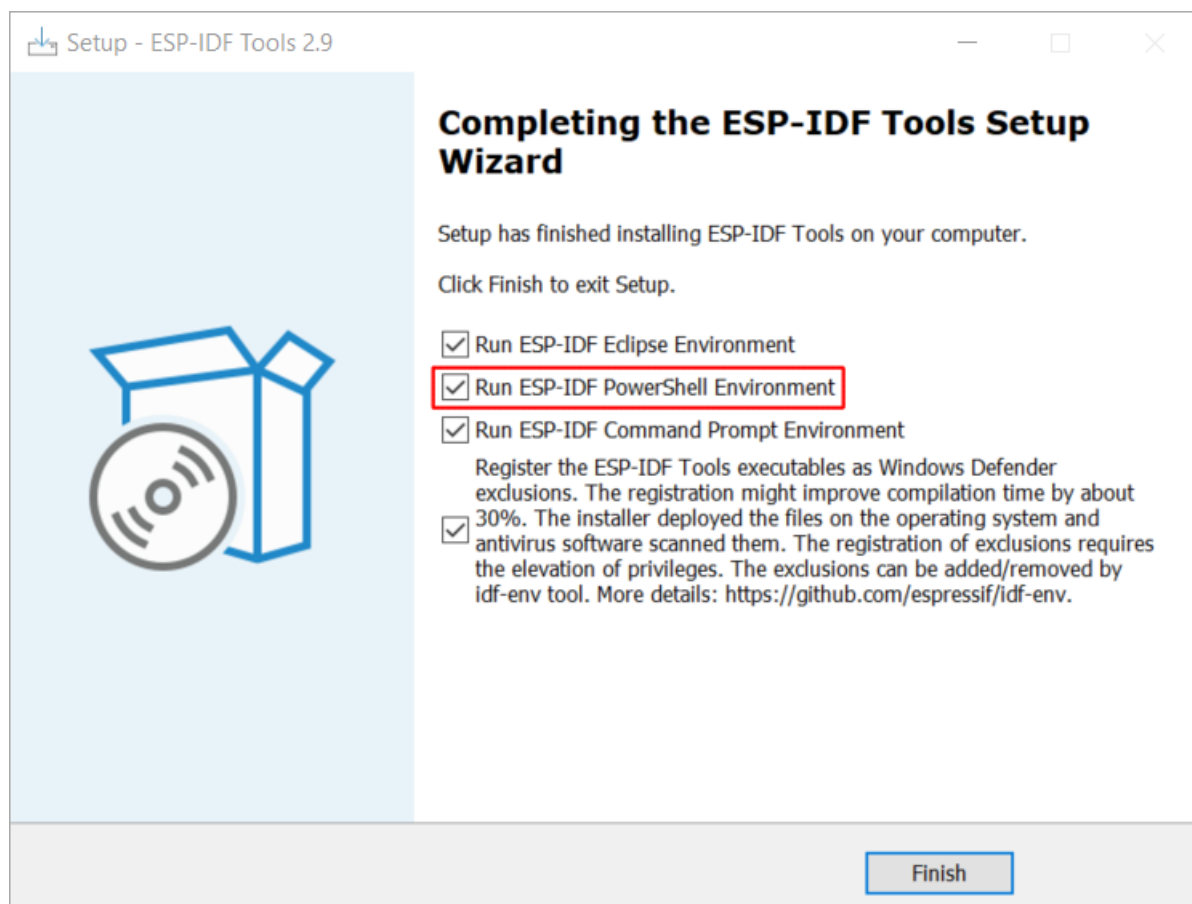 Setup - ESP-IDF Tools 2.9
Completing the ESP-IDF Tools Setup
Wizard
Setup has finished installing ESP-IDF Tools on your computer.
Click Finish to exit Setup.
Run ESP-IDF Eclipse Environment
Run ESP-IDF PowerShell Environment
Run ESP-IDF Command Prompt Environment
Register the ESP-IDF Tools executables as Windows Defender
exclusions. The registration might improve compilation time by about
30%. The installer deployed the files on the operating system and
antivirus software scanned them. The registration of exclusions requires
the elevation of privileges. The exclusions can be added/removed by
idf-env tool. More details: https://github.com/espressif/idf-env.
Finish